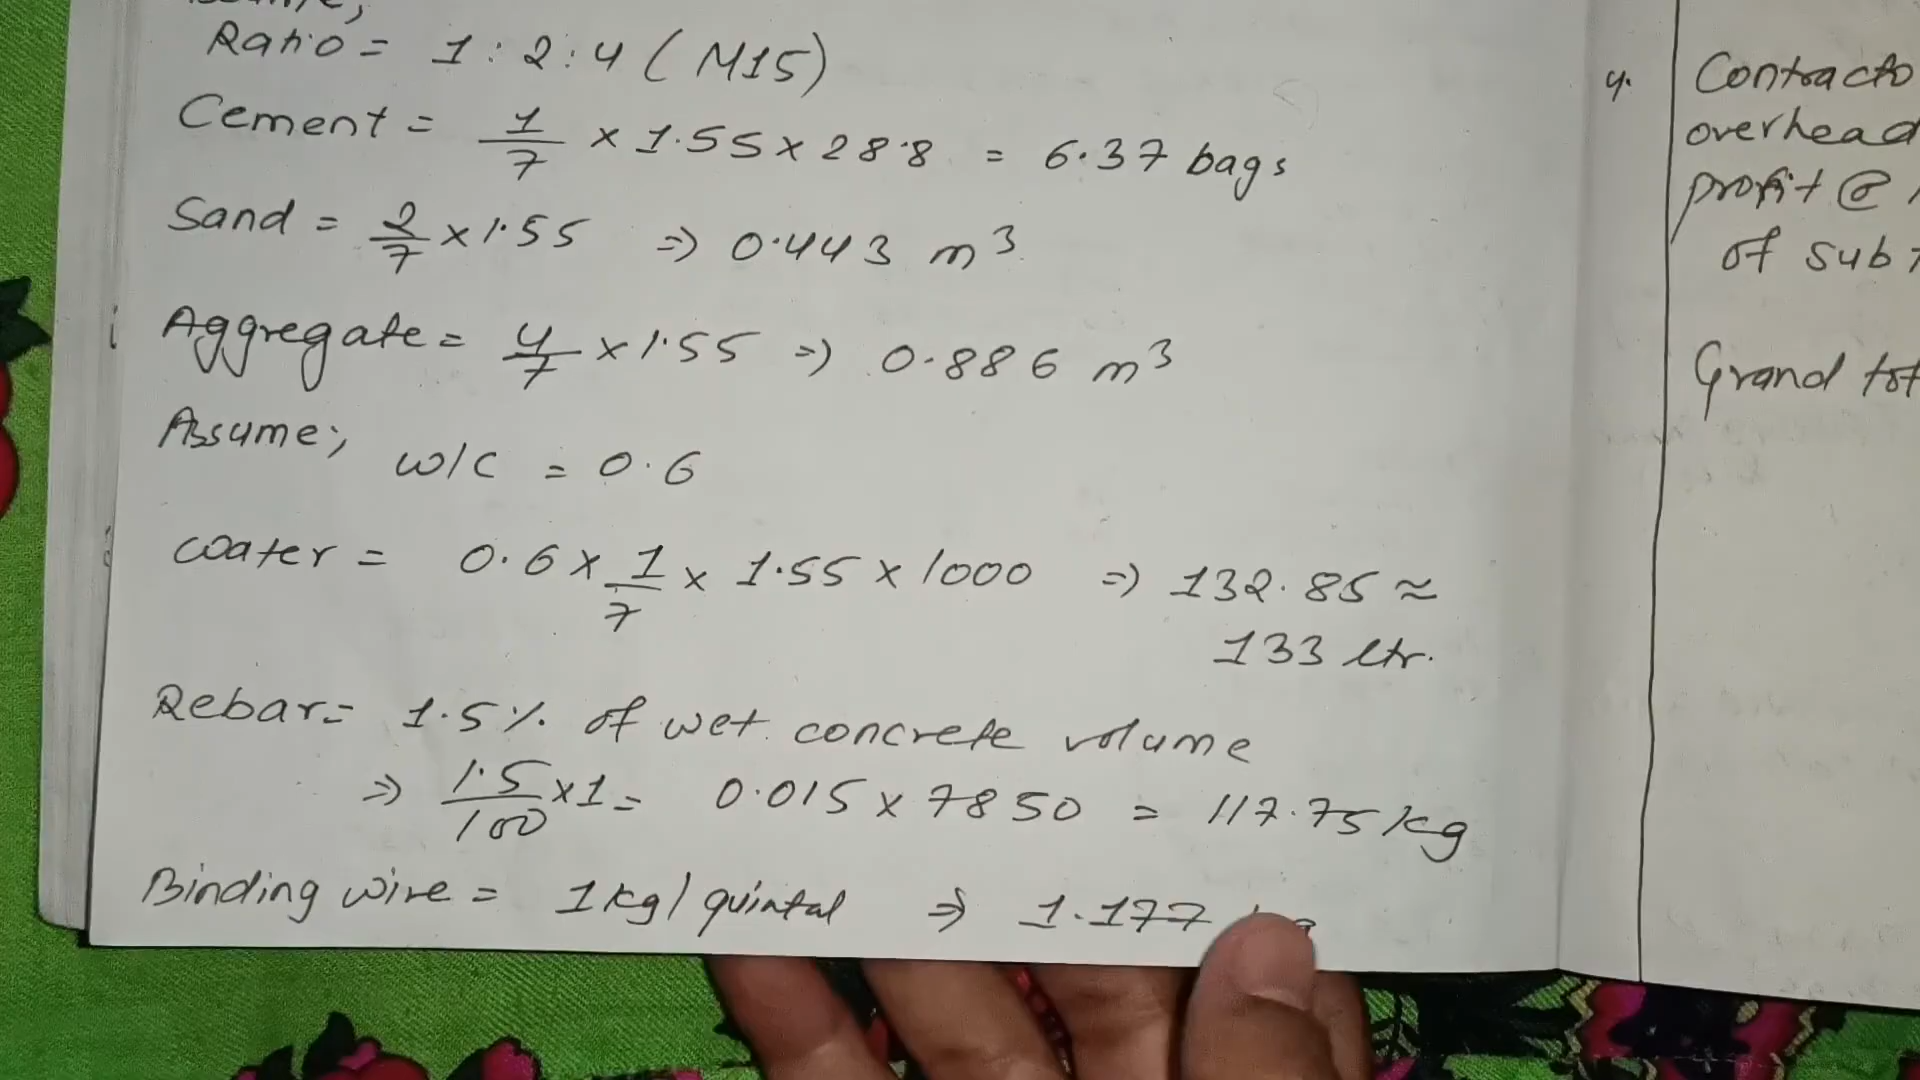 Ratio = 1:2:4 (M15)
Cement = 1/7 × 1.55 × 28.8 = 6.37 bags
Sand = 2/7 × 1.55 ⇒ 0.443 m³
Aggregate = 4/7 × 1.55 ⇒ 0.886 m³
Assume;
w/c = 0.6
water = 0.6 × 1/7 × 1.55 × 1000 ⇒ 132.85 ≈
133 ltr.
Rebar = 1.5% of wet concrete volume
⇒ 1.5/100 × 1 = 0.015 × 7850 = 117.75 kg
Binding wire = 1 kg/quintal ⇒ 1.177
4. Contracto
overhead
profit @
of sub
Grand tot